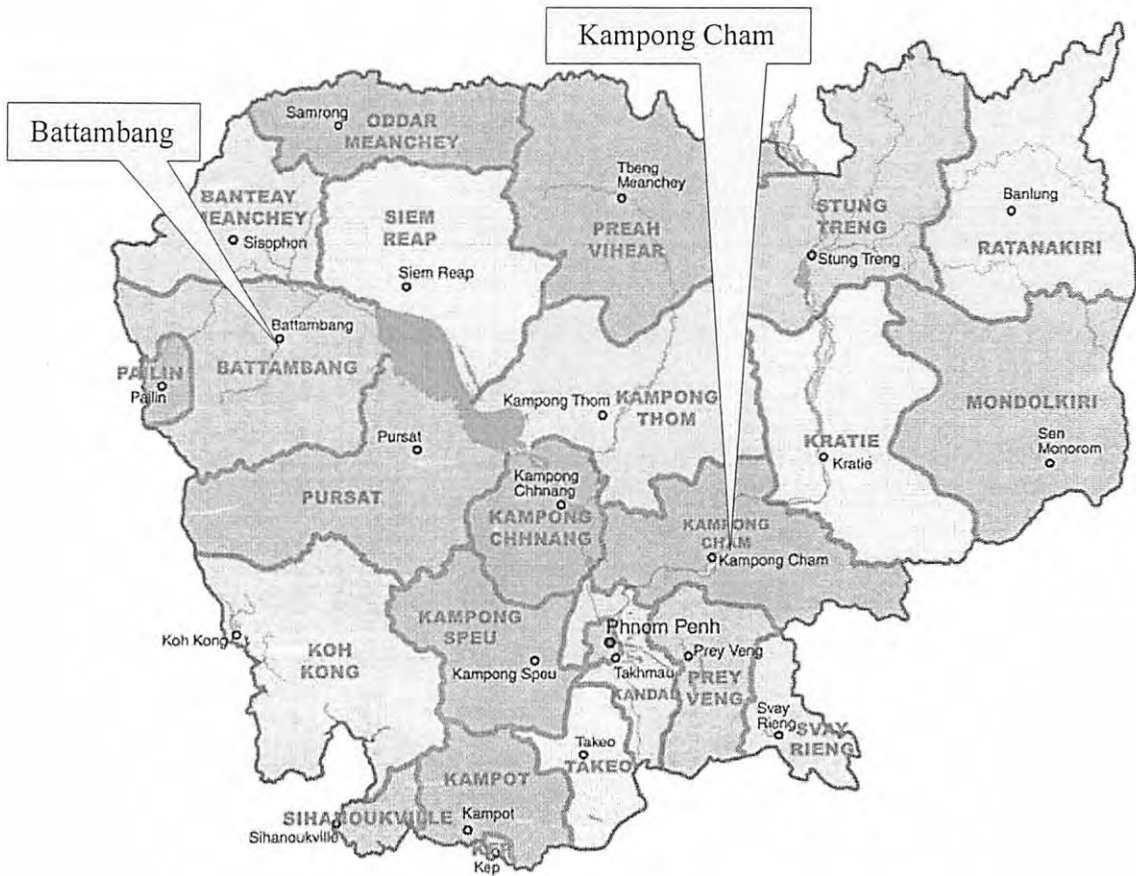 Kampong Cham
Battambang
Samrong
ODDAR
MEANCHEY
Tbeng
Meanchey
PREAH
VIHEAR
BANTEAY
MEANCHEY
Sisophon
SIEM
REAP
Siem Reap
STUNG
TRENG
Stung Treng
Banlung
RATANAKIRI
Battambang
BATTAMBANG
PAILIN
Pailin
Kampong Thom
KAMPONG
THOM
KRATIE
Kratie
MONDOLKIRI
Sen
Monorom
Pursat
PURSAT
Kampong
Chhnang
KAMPONG
CHHNANG
KAMPONG
CHAM
Kampong Cham
KAMPONG
SPEU
Kampong Speu
Koh Kong
KOH
KONG
Phnom Penh
Takhmau
KANDAL
Prey Veng
PREY
VENG
Svay
Rieng
SVAY
RIENG
Takeo
TAKEO
KAMPOT
Kampot
SIHANOUKVILLE
Sihanoukville
KEP
Kep